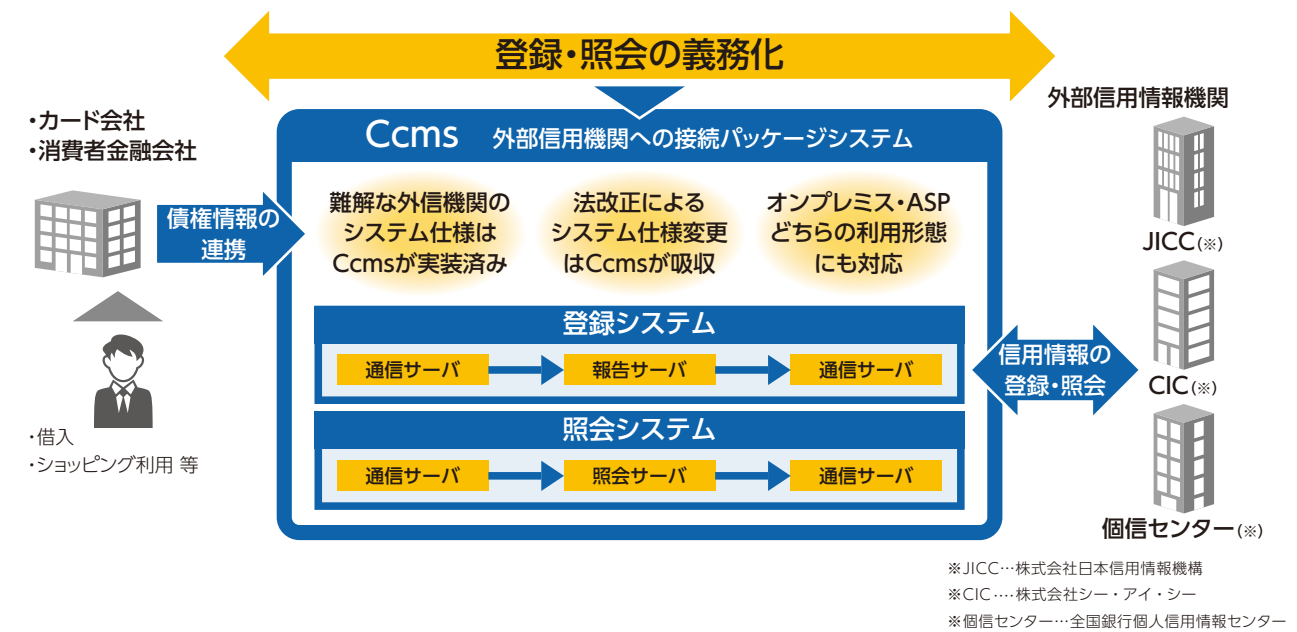 登録・照会の義務化
・カード会社
・消費者金融会社
債権情報の
連携
・借入
・ショッピング利用 等
Ccms 外部信用機関への接続パッケージシステム
難解な外信機関の
システム仕様は
Ccmsが実装済み
法改正による
システム仕様変更
はCcmsが吸収
オンプレミス・ASP
どちらの利用形態
にも対応
登録システム
通信サーバ 報告サーバ 通信サーバ
照会システム
通信サーバ 照会サーバ 通信サーバ
信用情報の
登録・照会
外部信用情報機関
JICC(※)
CIC(※)
個信センター(※)
※JICC…株式会社日本信用情報機構
※CIC‥‥株式会社シー・アイ・シー
※個信センター…全国銀行個人信用情報センター